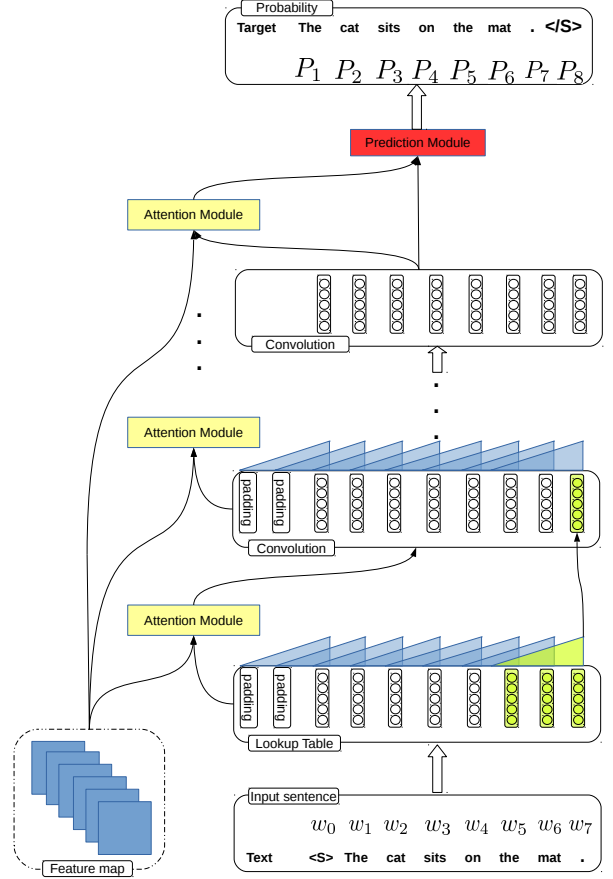 Probability
Target The cat sits on the mat . </S>
P1 P2 P3 P4 P5 P6 P7 P8
Prediction Module
Attention Module
Convolution
Attention Module
padding padding
Convolution
Attention Module
padding padding
Lookup Table
Input sentence
w0 w1 w2 w3 w4 w5 w6 w7
Text <S> The cat sits on the mat .
Feature map